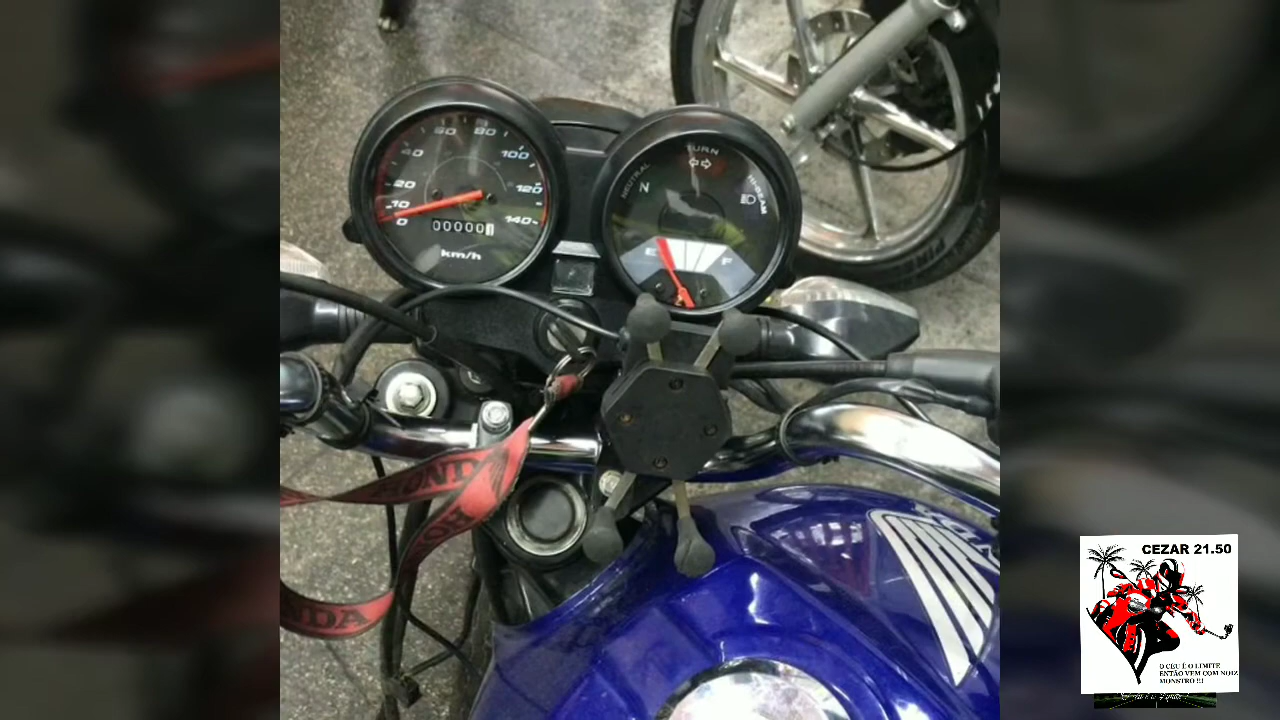 60 80
40 100
20 120
10 140
0
00000
km/h
TURN
NEUTRAL
N
HI-BEAM
E F
HONDA
HONDA
CEZAR 21.50
O CÉU É O LIMITE
ENTÃO VEM COM NOIZ
MONSTRO !!!